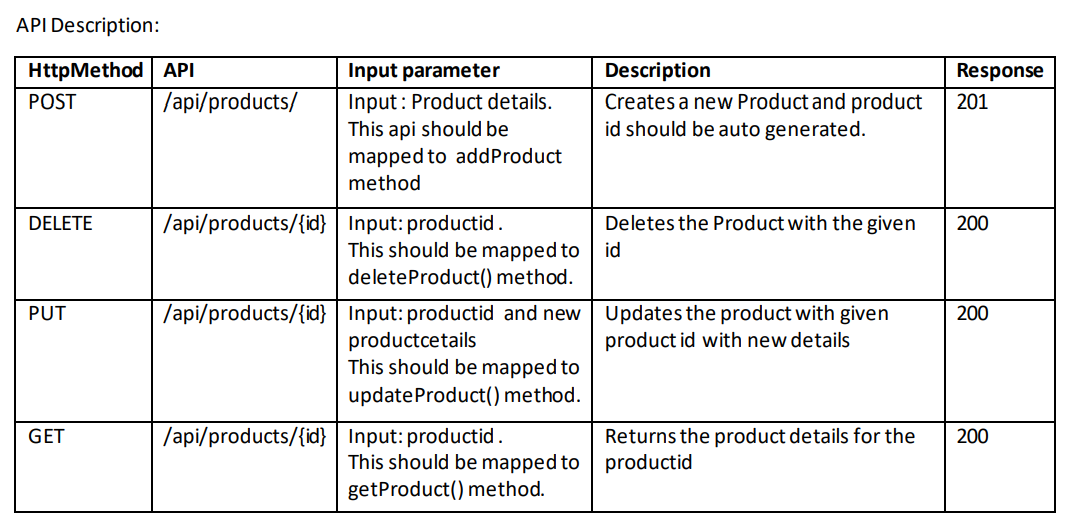 API Description:
HttpMethod API Input parameter Description Response
POST /api/products/ Input : Product details. Creates a new Product and product 201
This api should be id should be auto generated.
mapped to addProduct
method
DELETE /api/products/{id} Input: productid . Deletes the Product with the given 200
This should be mapped to id
deleteProduct() method.
PUT /api/products/{id} Input: productid and new Updates the product with given 200
productcetails product id with new details
This should be mapped to
updateProduct() method.
GET /api/products/{id} Input: productid . Returns the product details for the 200
This should be mapped to productid
getProduct() method.